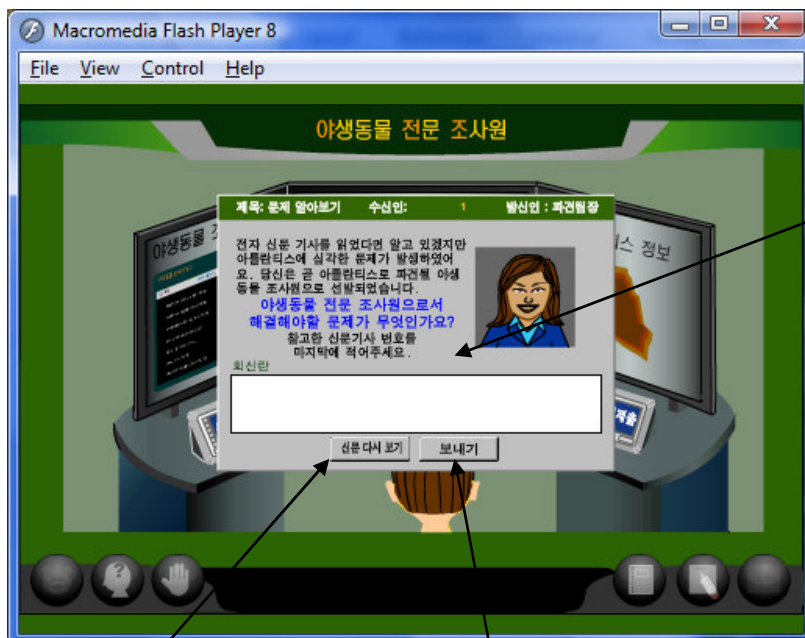 Macromedia Flash Player 8
File View Control Help
야생동물 전문 조사원
야생동물 조
스 정보
제목: 문제 알아보기 수신인: 1 발신인 : 파견팀장
전자 신문 기사를 읽었다면 알고 있겠지만
아틀란티스에 심각한 문제가 발생하였어
요. 당신은 곧 아틀란티스로 파견될 야생
동물 조사원으로 선발되었습니다.
야생동물 전문 조사원으로서
해결해야할 문제가 무엇인가요?
참고한 신문기사 번호를
마지막에 적어주세요.
회신란
신문 다시 보기 보내기